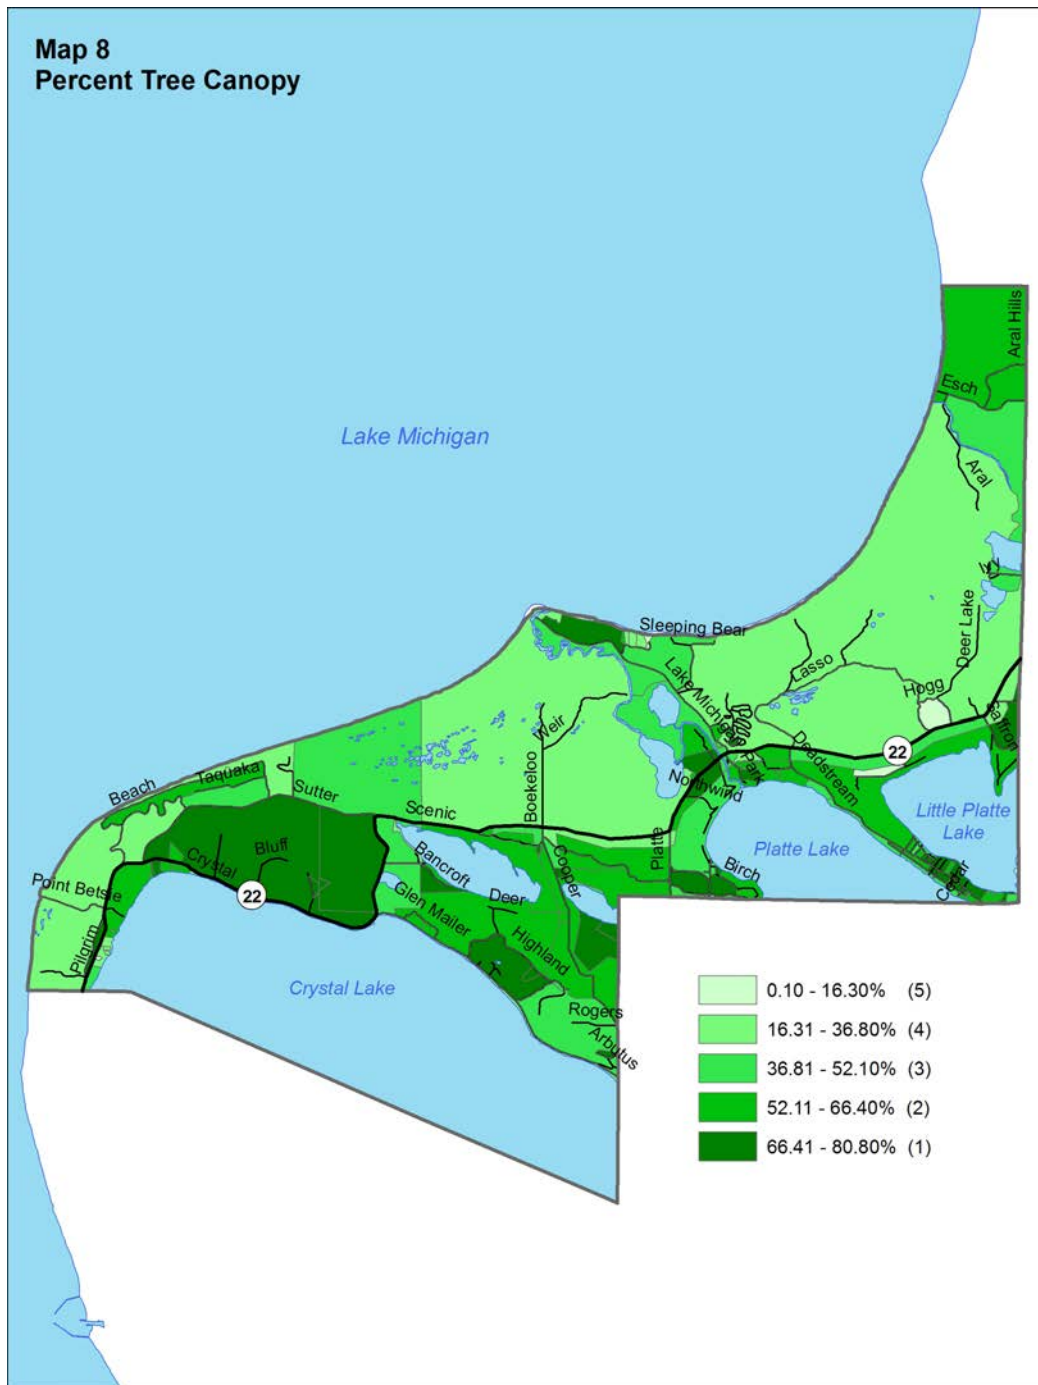 Map 8
Percent Tree Canopy
Aral Hills
Esch
Lake Michigan
Aral
Ivy
Sleeping Bear
Deer Lake
Lasso
Lake Michigan
Hogg
Saffron
Weir
22
Deadstream
Park
Beach
Taquaka
Northwind
Sutter
Scenic
Boekeloo
Little Platte
Lake
Platte
Platte Lake
Bluff
Bancroft
Cooper
Birch
Crystal
Cedar
Point Betsie
22
Glen Mailer
Deer
Pilgrim
Highland
Crystal Lake
Rogers
Arbutus
0.10 - 16.30% (5)
16.31 - 36.80% (4)
36.81 - 52.10% (3)
52.11 - 66.40% (2)
66.41 - 80.80% (1)